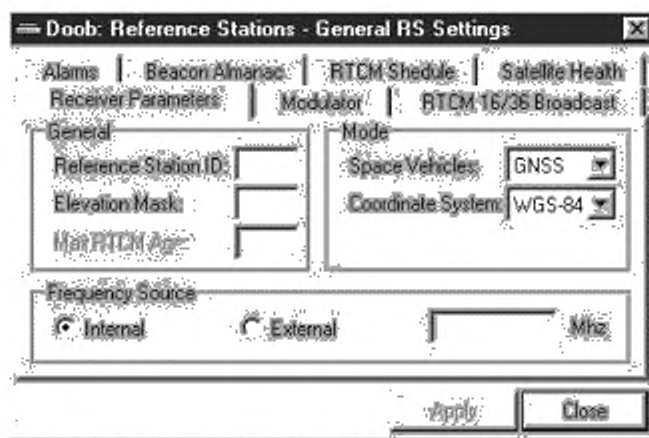 Doob: Reference Stations - General RS Settings
Alarms Beacon Almanac RTCM Shedule Satellite Health
Receiver Parameters Modulator RTCM 16/36 Broadcast
General
Reference Station ID:
Elevation Mask:
Max RTCM Age
Mode
Space Vehicles: GNSS
Coordinate System: WGS-84
Frequency Source
Internal External Mhz
Apply Close